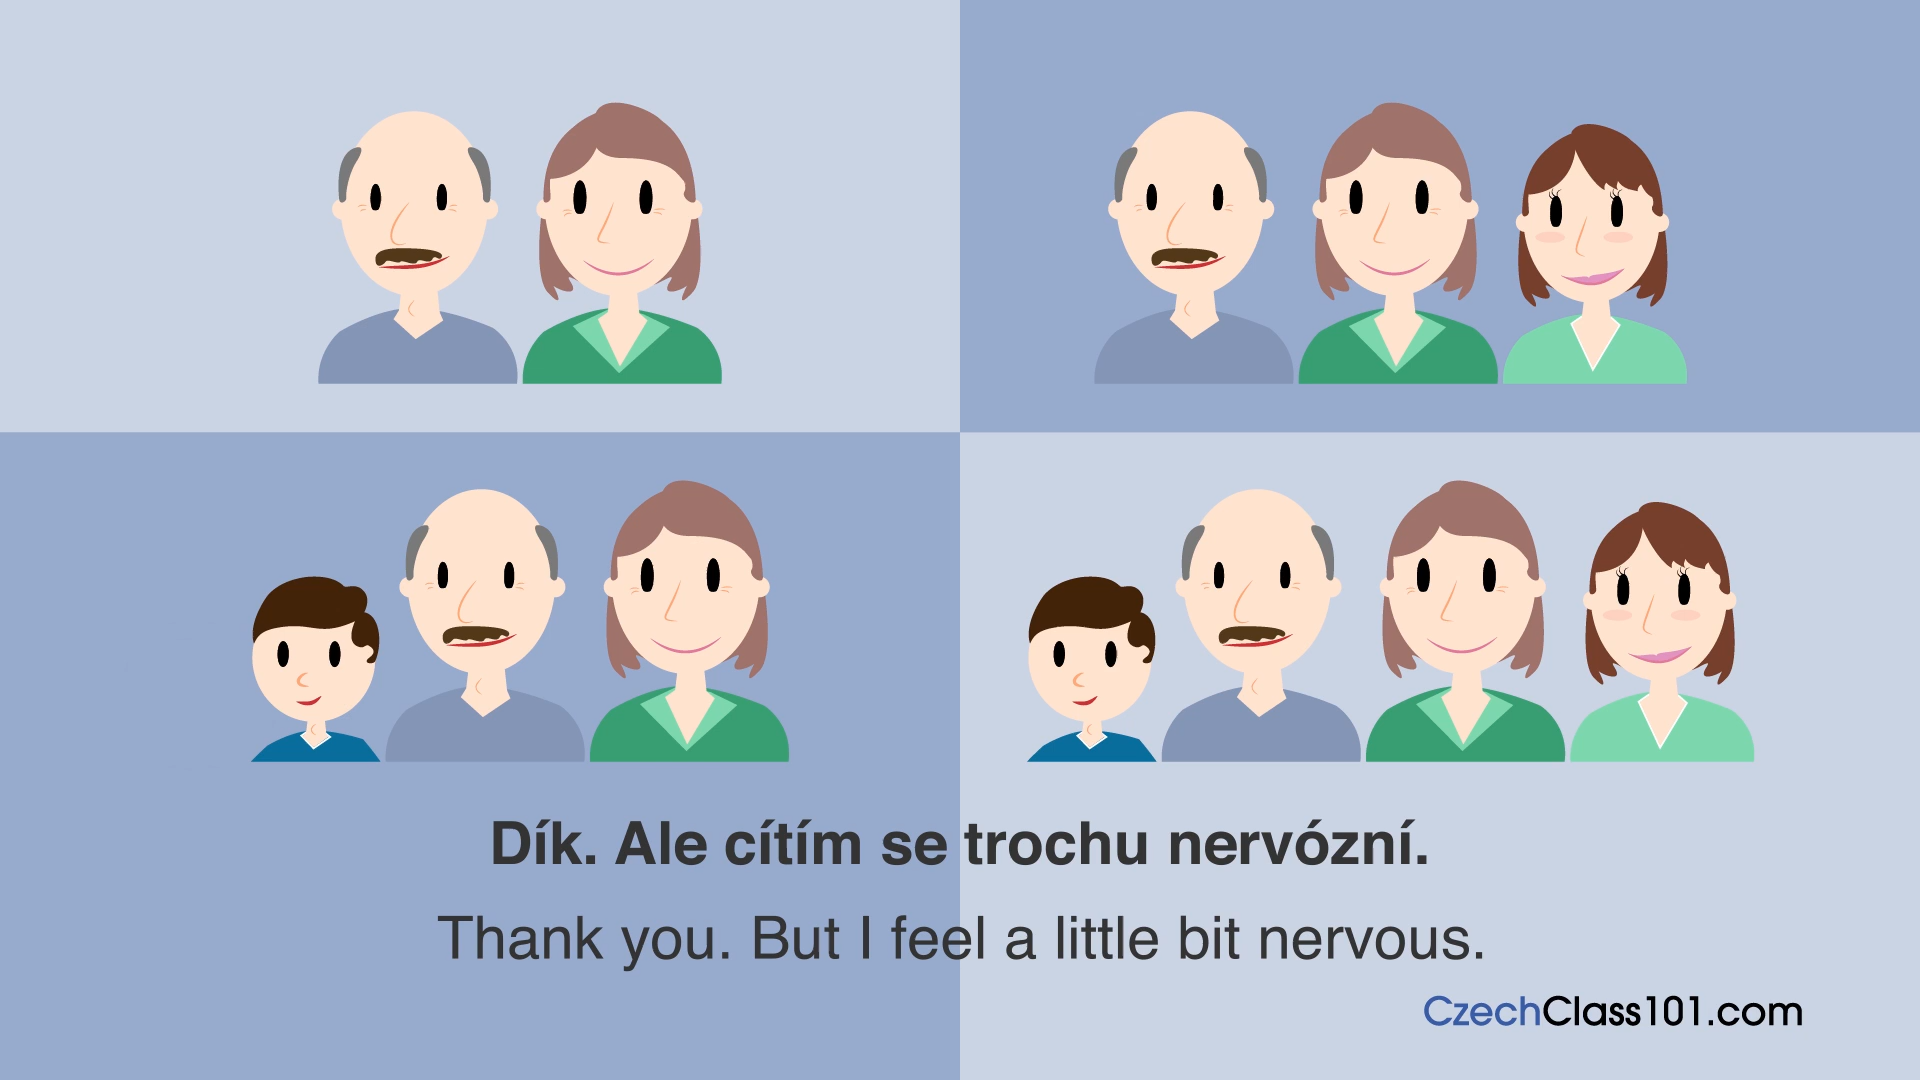 Dík. Ale cítím se trochu nervózní.
Thank you. But I feel a little bit nervous.
CzechClass101.com